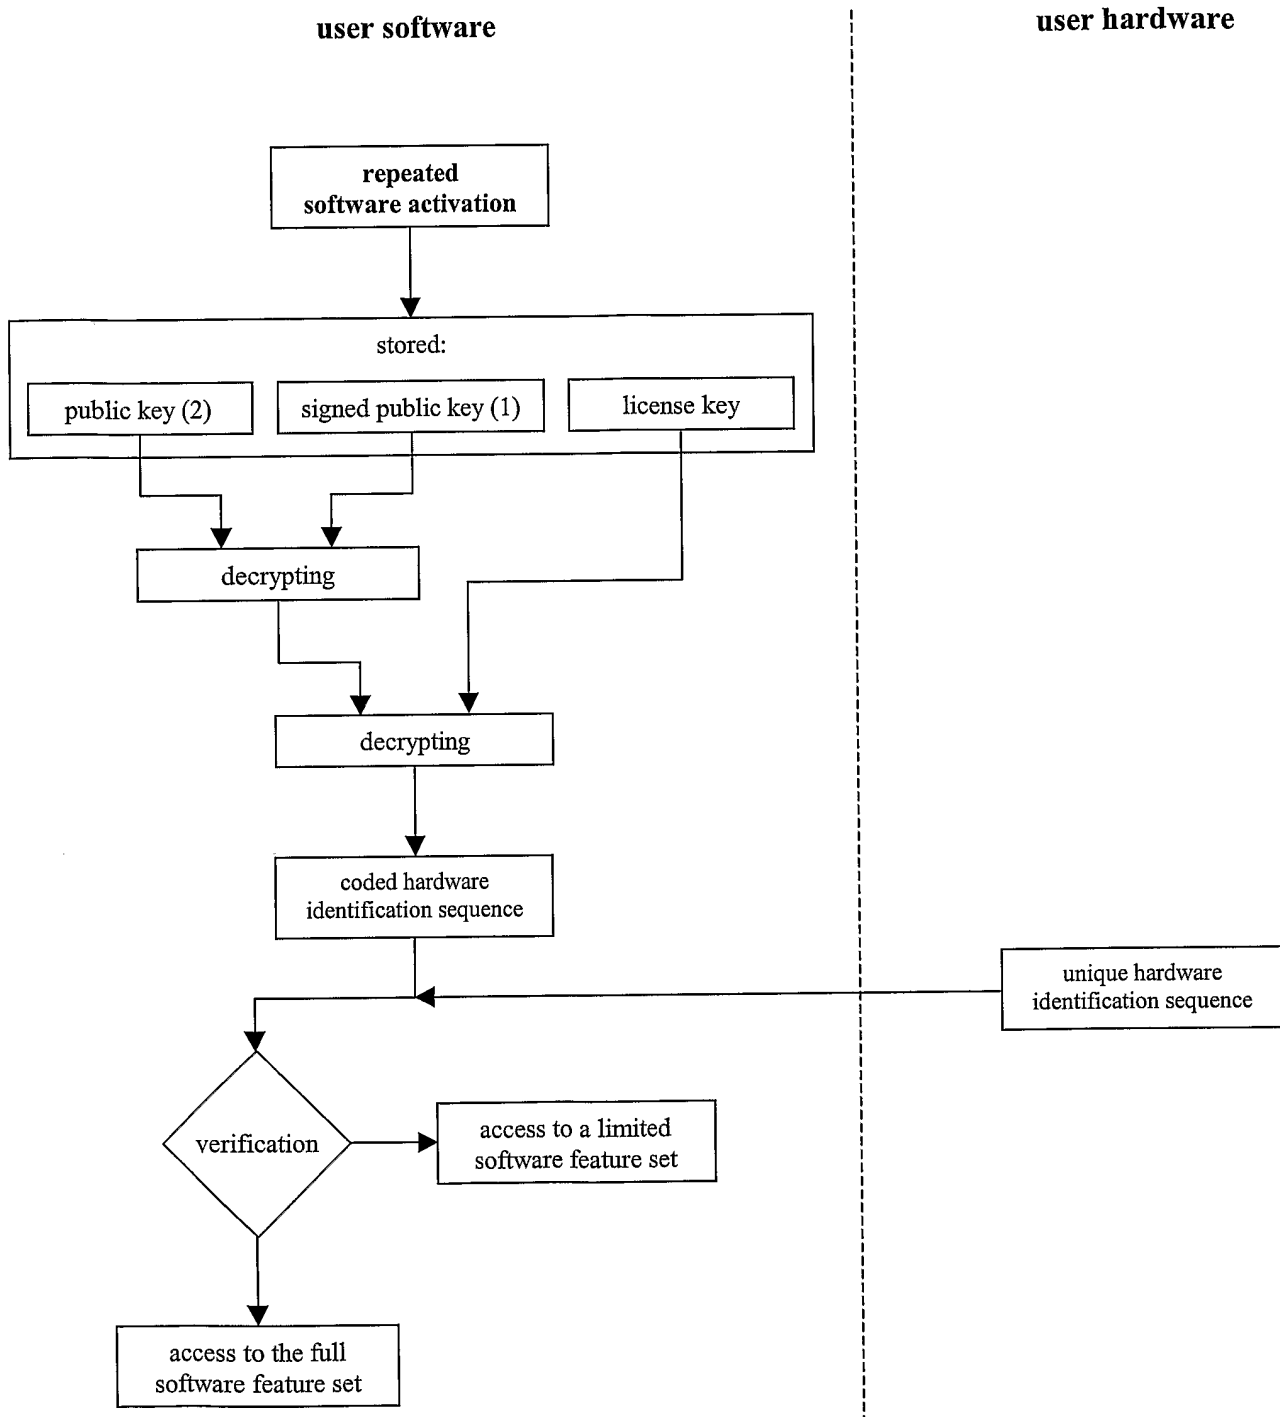 user software
user hardware
repeated
software activation
stored:
public key (2)
signed public key (1)
license key
decrypting
decrypting
coded hardware
identification sequence
unique hardware
identification sequence
verification
access to a limited
software feature set
access to the full
software feature set